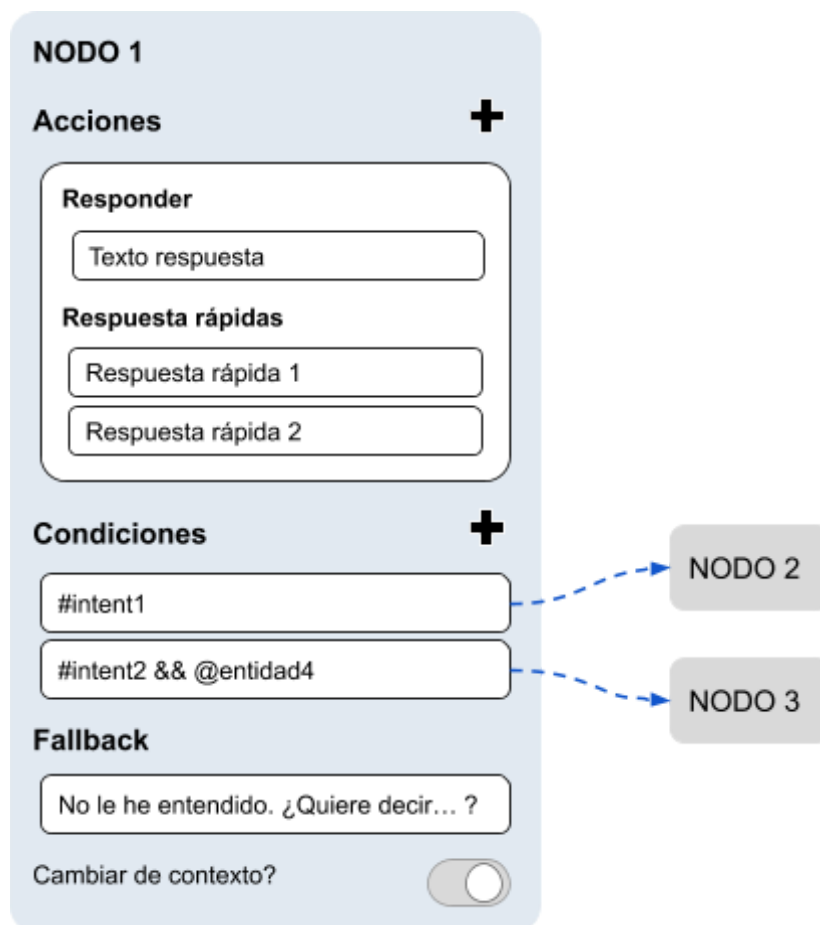 NODO 1
Acciones
Responder
Texto respuesta
Respuesta rápidas
Respuesta rápida 1
Respuesta rápida 2
Condiciones
#intent1
NODO 2
#intent2 && @entidad4
NODO 3
Fallback
No le he entendido. ¿Quiere decir… ?
Cambiar de contexto?